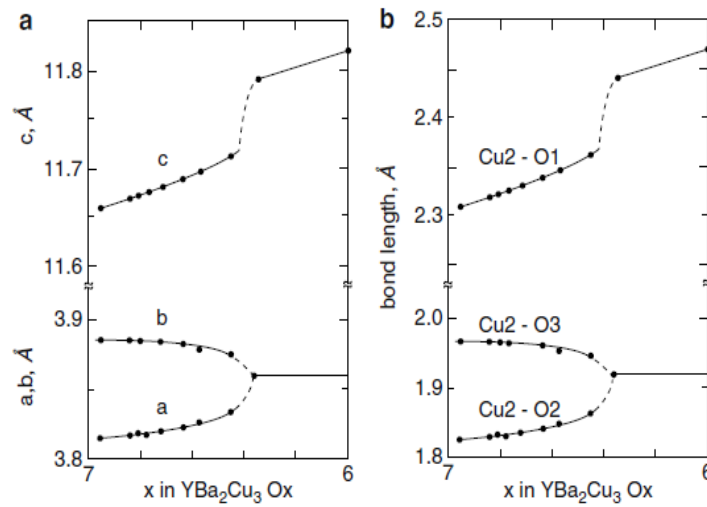 a
11.8
c, Å
11.7
c
11.6
3.9
b
a,b, Å
a
3.8
7
6
x in YBa₂Cu₃ Ox
b
2.5
2.4
Cu2 - O1
bond length, Å
2.3
2.0
Cu2 - O3
1.9
Cu2 - O2
1.8
7
6
x in YBa₂Cu₃ Ox